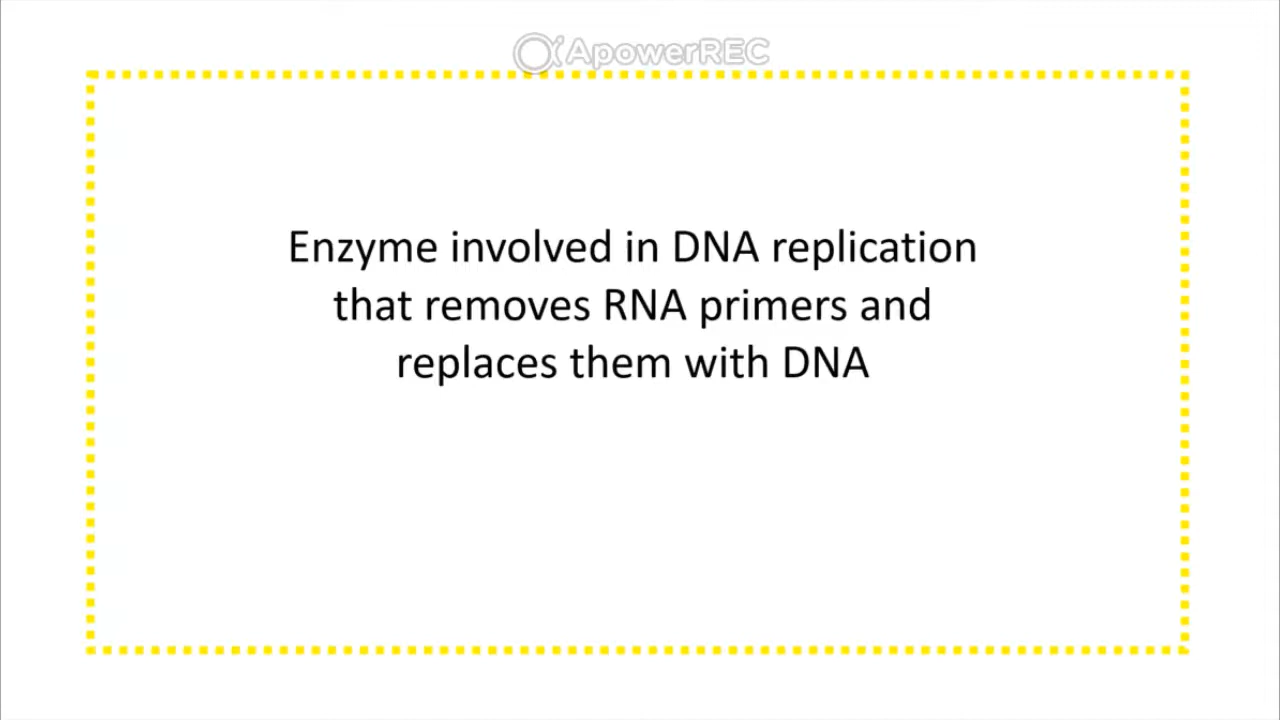 ApowerREC
Enzyme involved in DNA replication
that removes RNA primers and
replaces them with DNA